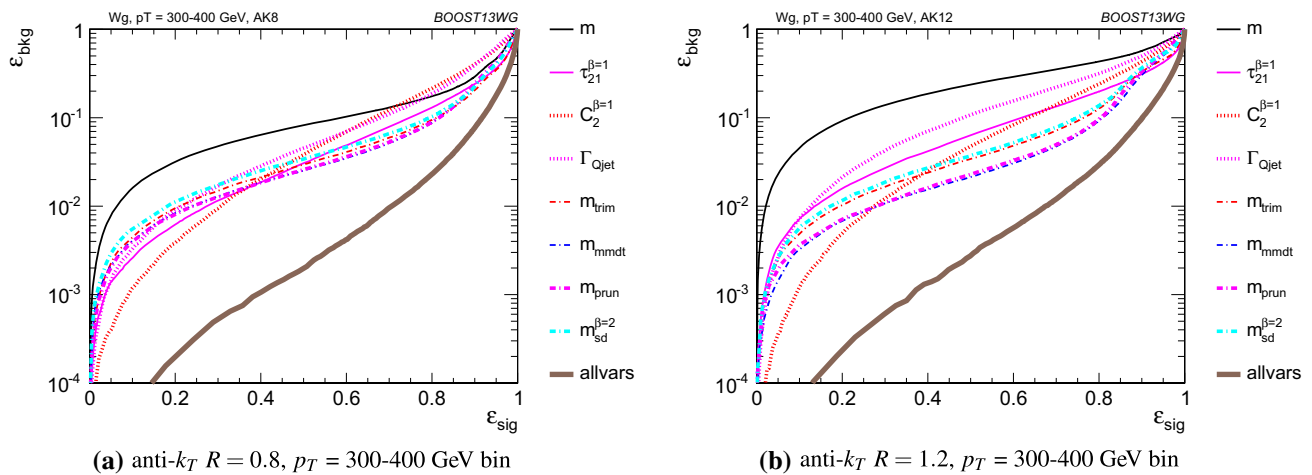 Wg, pT = 300-400 GeV, AK8 BOOST13WG
ε_bkg
1
10^-1
10^-2
10^-3
10^-4
0 0.2 0.4 0.6 0.8 1
ε_sig
m
τ_21^β=1
C_2^β=1
Γ_Qjet
m_trim
m_mmdt
m_prun
m_sd^β=2
allvars
(a) anti-k_T R = 0.8, p_T = 300-400 GeV bin
Wg, pT = 300-400 GeV, AK12 BOOST13WG
ε_bkg
1
10^-1
10^-2
10^-3
10^-4
0 0.2 0.4 0.6 0.8 1
ε_sig
m
τ_21^β=1
C_2^β=1
Γ_Qjet
m_trim
m_mmdt
m_prun
m_sd^β=2
allvars
(b) anti-k_T R = 1.2, p_T = 300-400 GeV bin